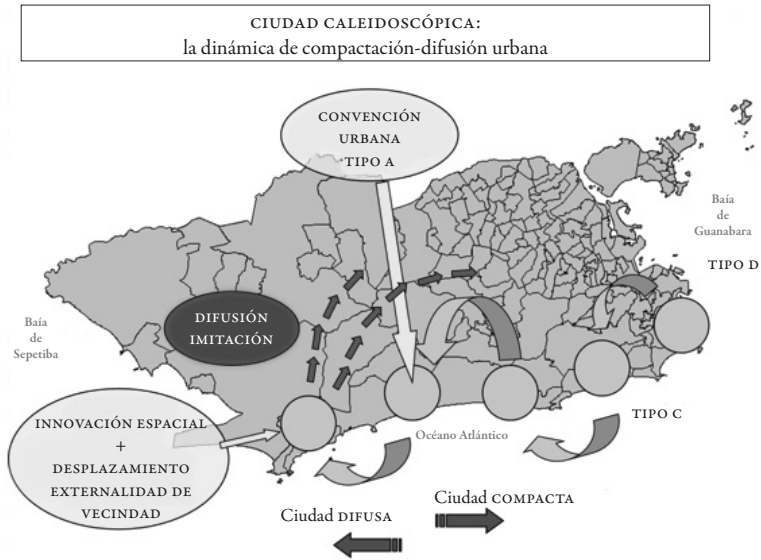 CIUDAD CALEIDOSCÓPICA:
la dinámica de compactación-difusión urbana
CONVENCIÓN
URBANA
TIPO A
Baía
de
Guanabara
TIPO D
DIFUSIÓN
IMITACIÓN
Baía
de
Sepetiba
INNOVACIÓN ESPACIAL
+
DESPLAZAMIENTO
EXTERNALIDAD DE
VECINDAD
TIPO C
Océano Atlántico
Ciudad COMPACTA
Ciudad DIFUSA